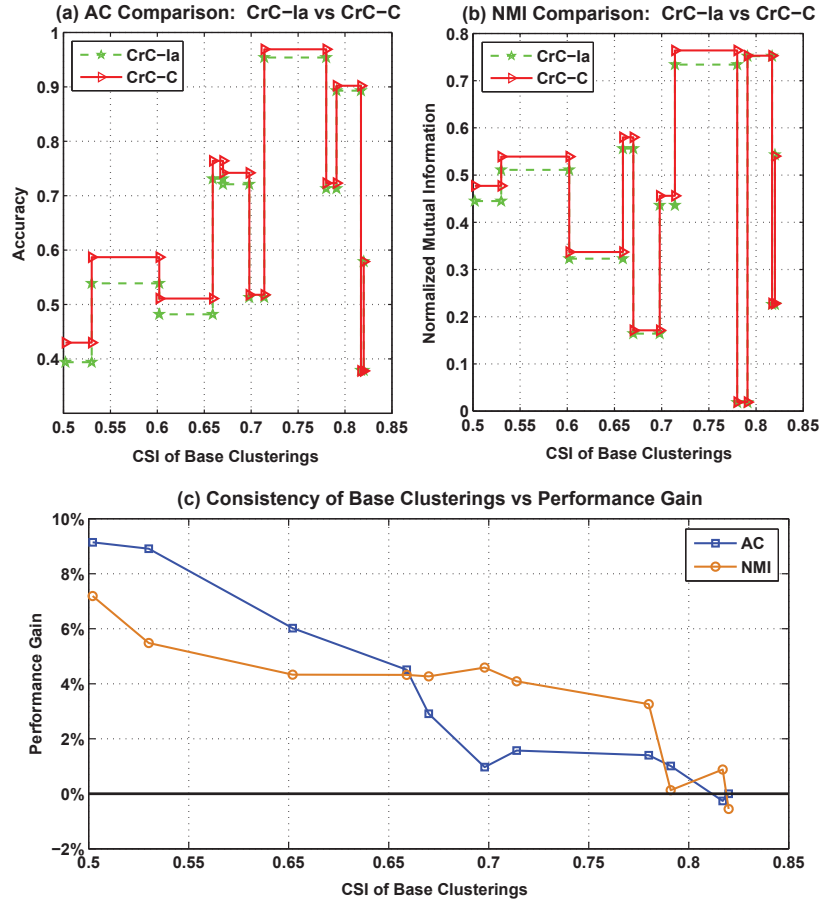 (a) AC Comparison: CrC−Ia vs CrC−C
CrC−Ia
CrC−C
1
0.9
0.8
0.7
0.6
0.5
0.4
Accuracy
0.5 0.55 0.6 0.65 0.7 0.75 0.8 0.85
CSI of Base Clusterings
(b) NMI Comparison: CrC−Ia vs CrC−C
CrC−Ia
CrC−C
0.8
0.7
0.6
0.5
0.4
0.3
0.2
0.1
0
Normalized Mutual Information
0.5 0.55 0.6 0.65 0.7 0.75 0.8 0.85
CSI of Base Clusterings
(c) Consistency of Base Clusterings vs Performance Gain
AC
NMI
10%
8%
6%
4%
2%
0%
−2%
Performance Gain
0.5 0.55 0.65 0.65 0.7 0.75 0.8 0.85
CSI of Base Clusterings